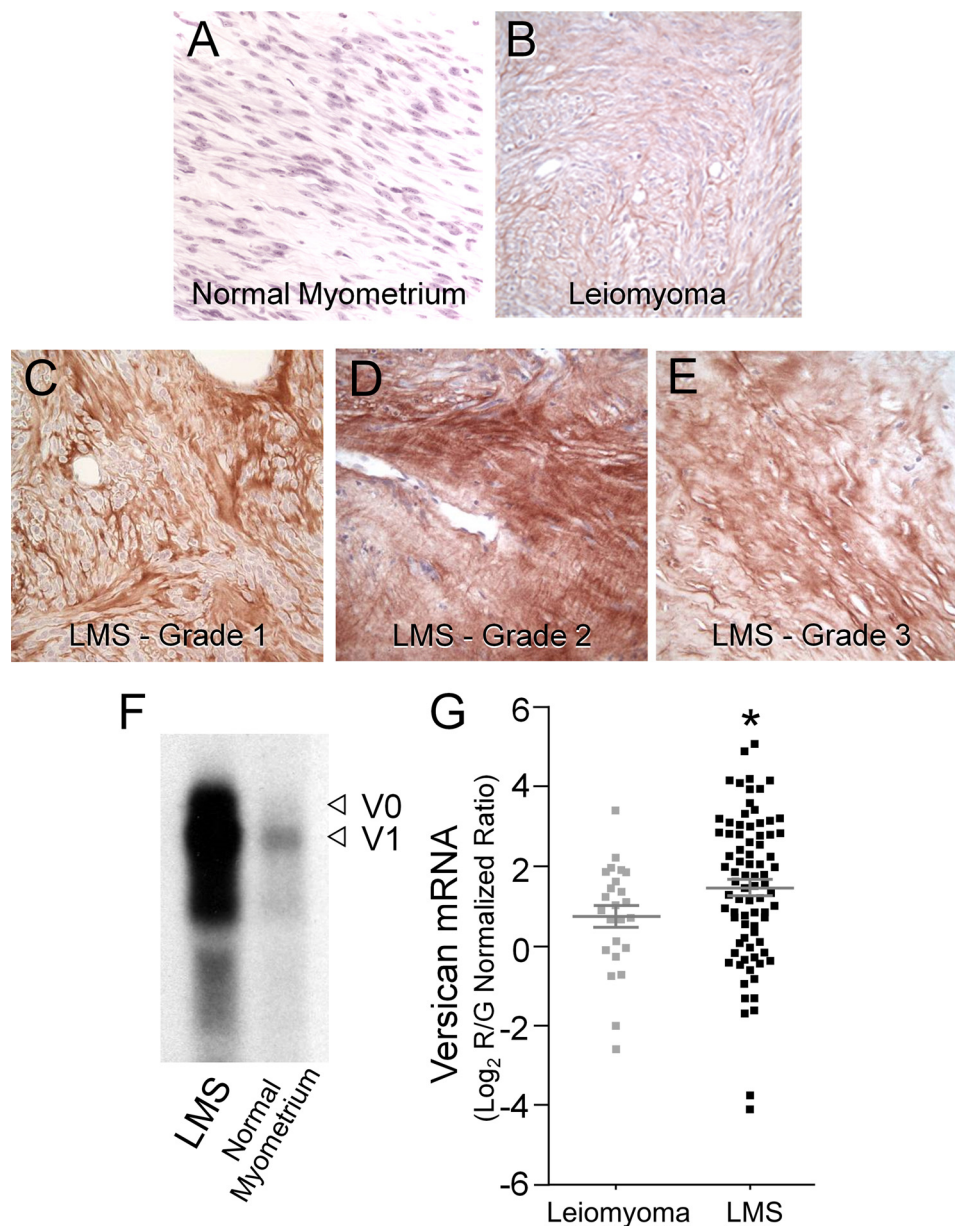 A
B
Normal Myometrium
Leiomyoma
C
D
E
LMS - Grade 1
LMS - Grade 2
LMS - Grade 3
F
V0
V1
LMS
Normal
Myometrium
G
Versican mRNA
(Log₂ R/G Normalized Ratio)
6
4
2
0
-2
-4
-6
*
Leiomyoma
LMS